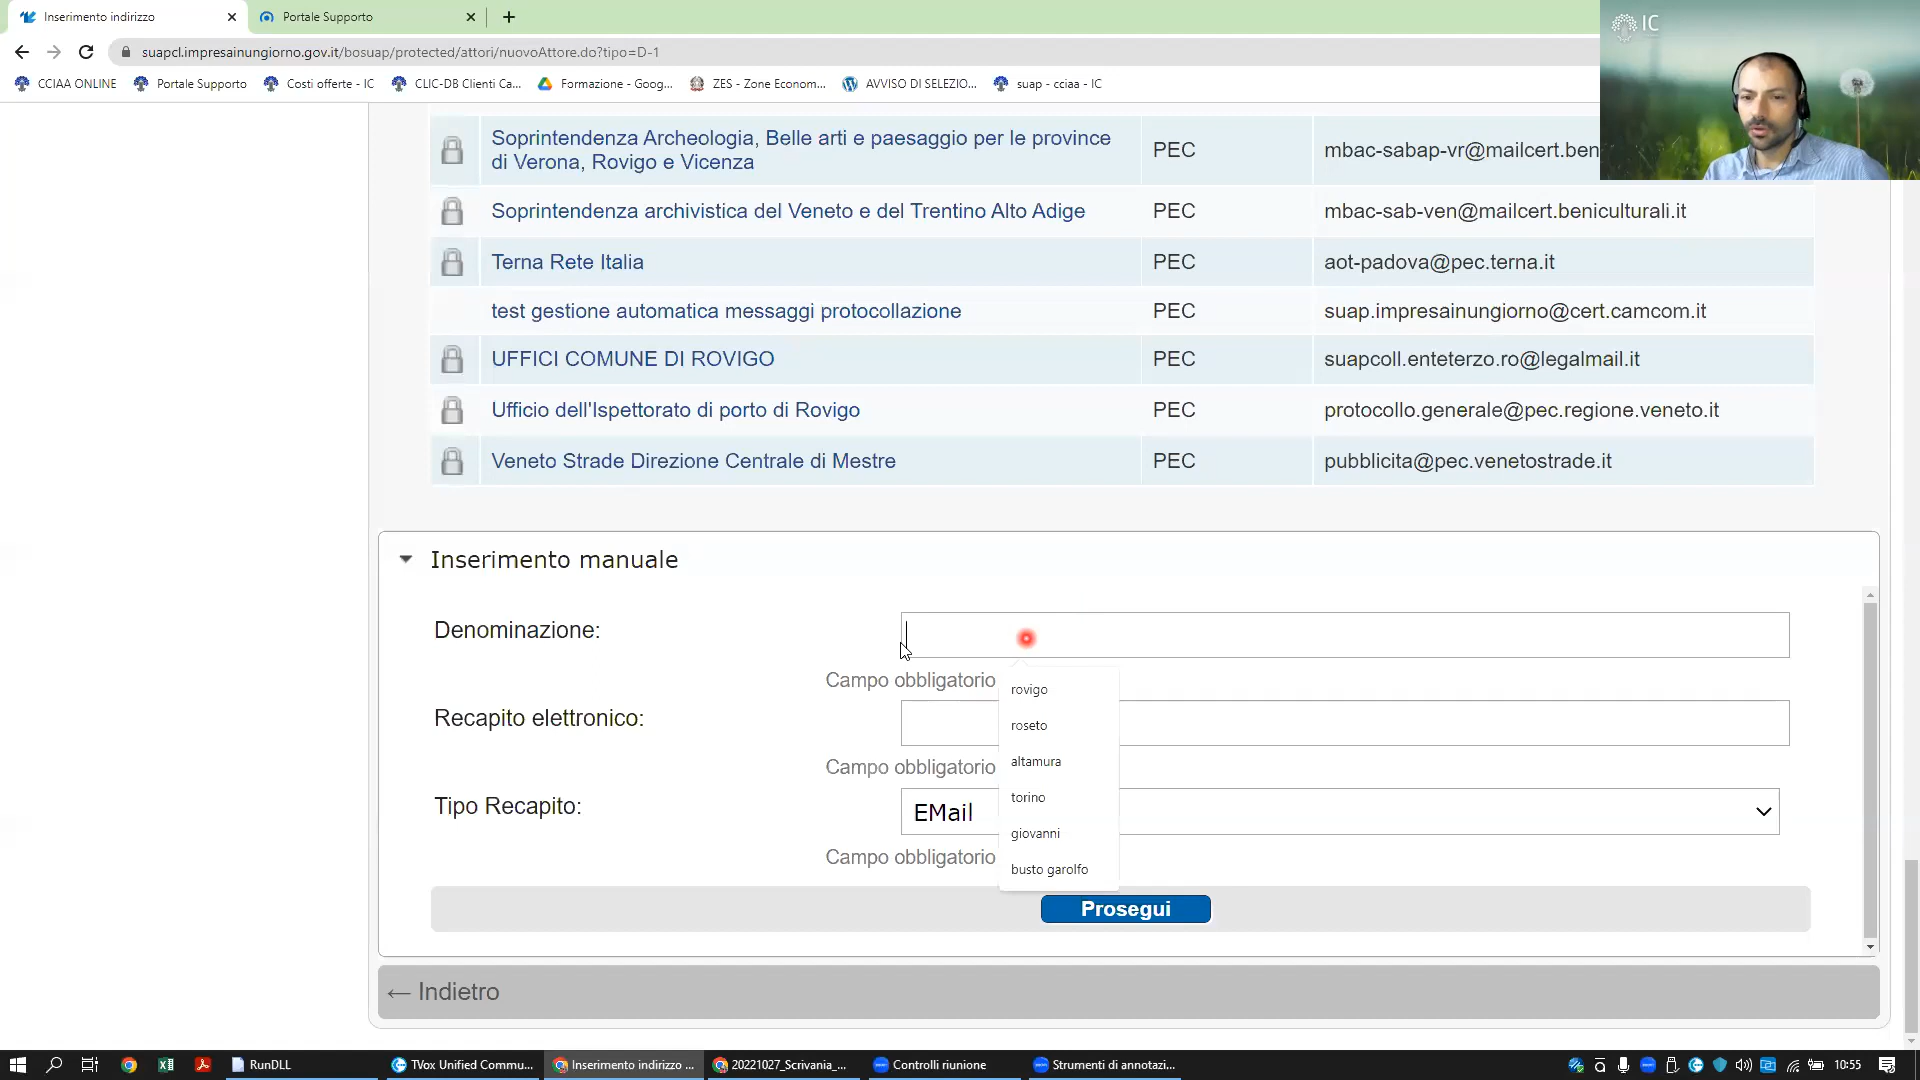 Inserimento indirizzo
Portale Supporto
suapcl.impresainungiorno.gov.it/bosuap/protected/attori/nuovoAttore.do?tipo=D-1
CCIAA ONLINE
Portale Supporto
Costi offerte - IC
CLIC-DB Clienti Ca...
Formazione - Goog...
ZES - Zone Econom...
AVVISO DI SELEZIO...
suap - cciaa - IC
IC
Soprintendenza Archeologia, Belle arti e paesaggio per le province
di Verona, Rovigo e Vicenza
PEC
mbac-sabap-vr@mailcert.ben
Soprintendenza archivistica del Veneto e del Trentino Alto Adige
PEC
mbac-sab-ven@mailcert.beniculturali.it
Terna Rete Italia
PEC
aot-padova@pec.terna.it
test gestione automatica messaggi protocollazione
PEC
suap.impresainungiorno@cert.camcom.it
UFFICI COMUNE DI ROVIGO
PEC
suapcoll.enteterzo.ro@legalmail.it
Ufficio dell'Ispettorato di porto di Rovigo
PEC
protocollo.generale@pec.regione.veneto.it
Veneto Strade Direzione Centrale di Mestre
PEC
pubblicita@pec.venetostrade.it
Inserimento manuale
Denominazione:
Campo obbligatorio
rovigo
roseto
altamura
torino
giovanni
busto garolfo
Recapito elettronico:
Campo obbligatorio
Tipo Recapito:
EMail
Campo obbligatorio
Prosegui
← Indietro
RunDLL
TVox Unified Commu...
Inserimento indirizzo ...
20221027_Scrivania_...
Controlli riunione
Strumenti di annotazi...
10:55